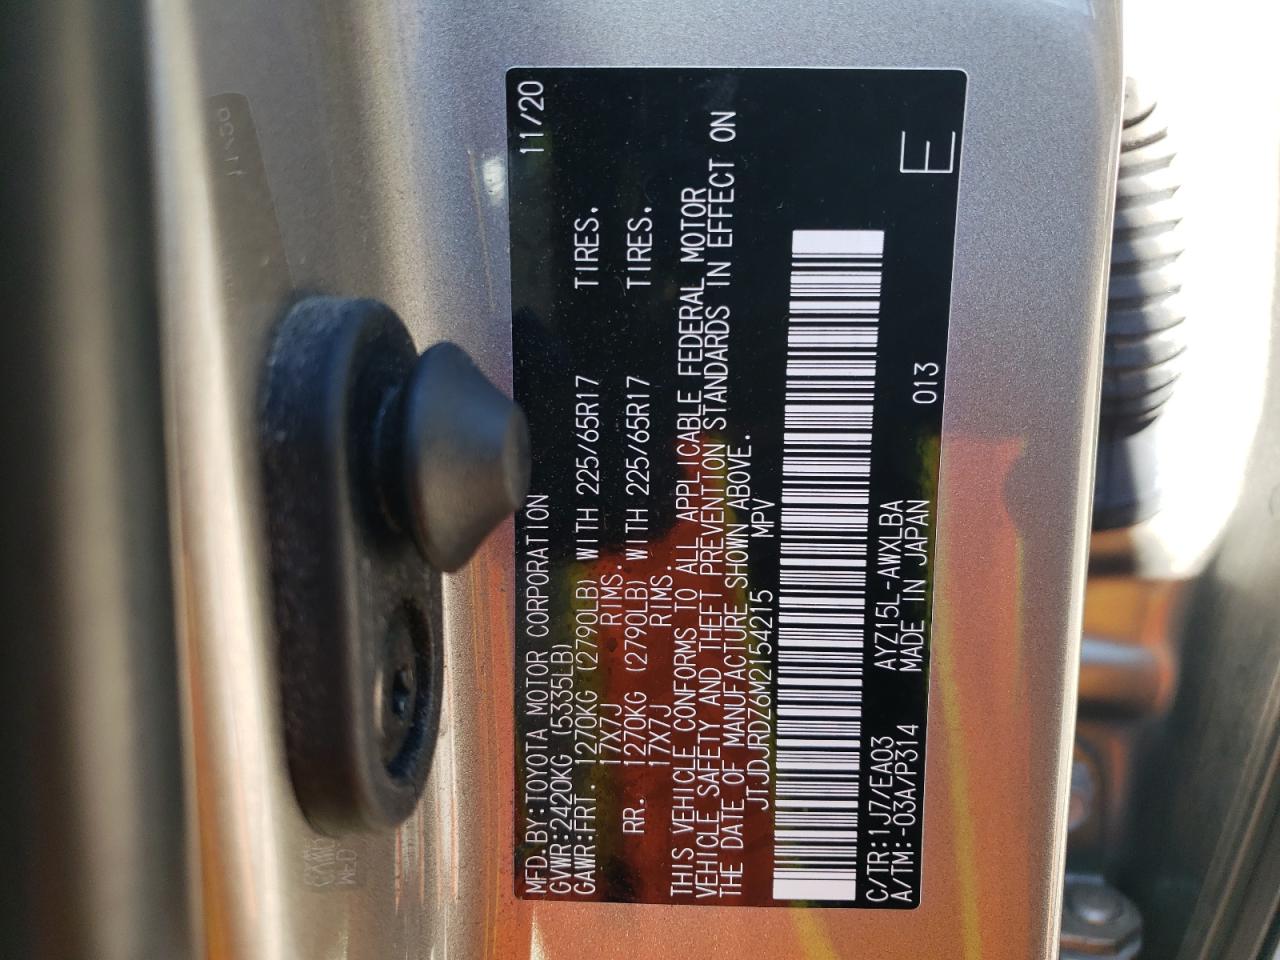 MFD.BY:TOYOTA MOTOR CORPORATION 11/20
GVWR:2420KG (5335LB)
GAWR:FRT. 1270KG (2790LB) WITH 225/65R17 TIRES.
17X7J RIMS.
RR. 1270KG (2790LB) WITH 225/65R17 TIRES.
17X7J RIMS.
THIS VEHICLE CONFORMS TO ALL APPLICABLE FEDERAL MOTOR
VEHICLE SAFETY AND THEFT PREVENTION STANDARDS IN EFFECT ON
THE DATE OF MANUFACTURE SHOWN ABOVE.
JTJDJRDZ6M2154215 MPV
C/TR:1J7/EA03 AYZ15L-AWXLBA 013 E
A/TM:-03A/P314 MADE IN JAPAN